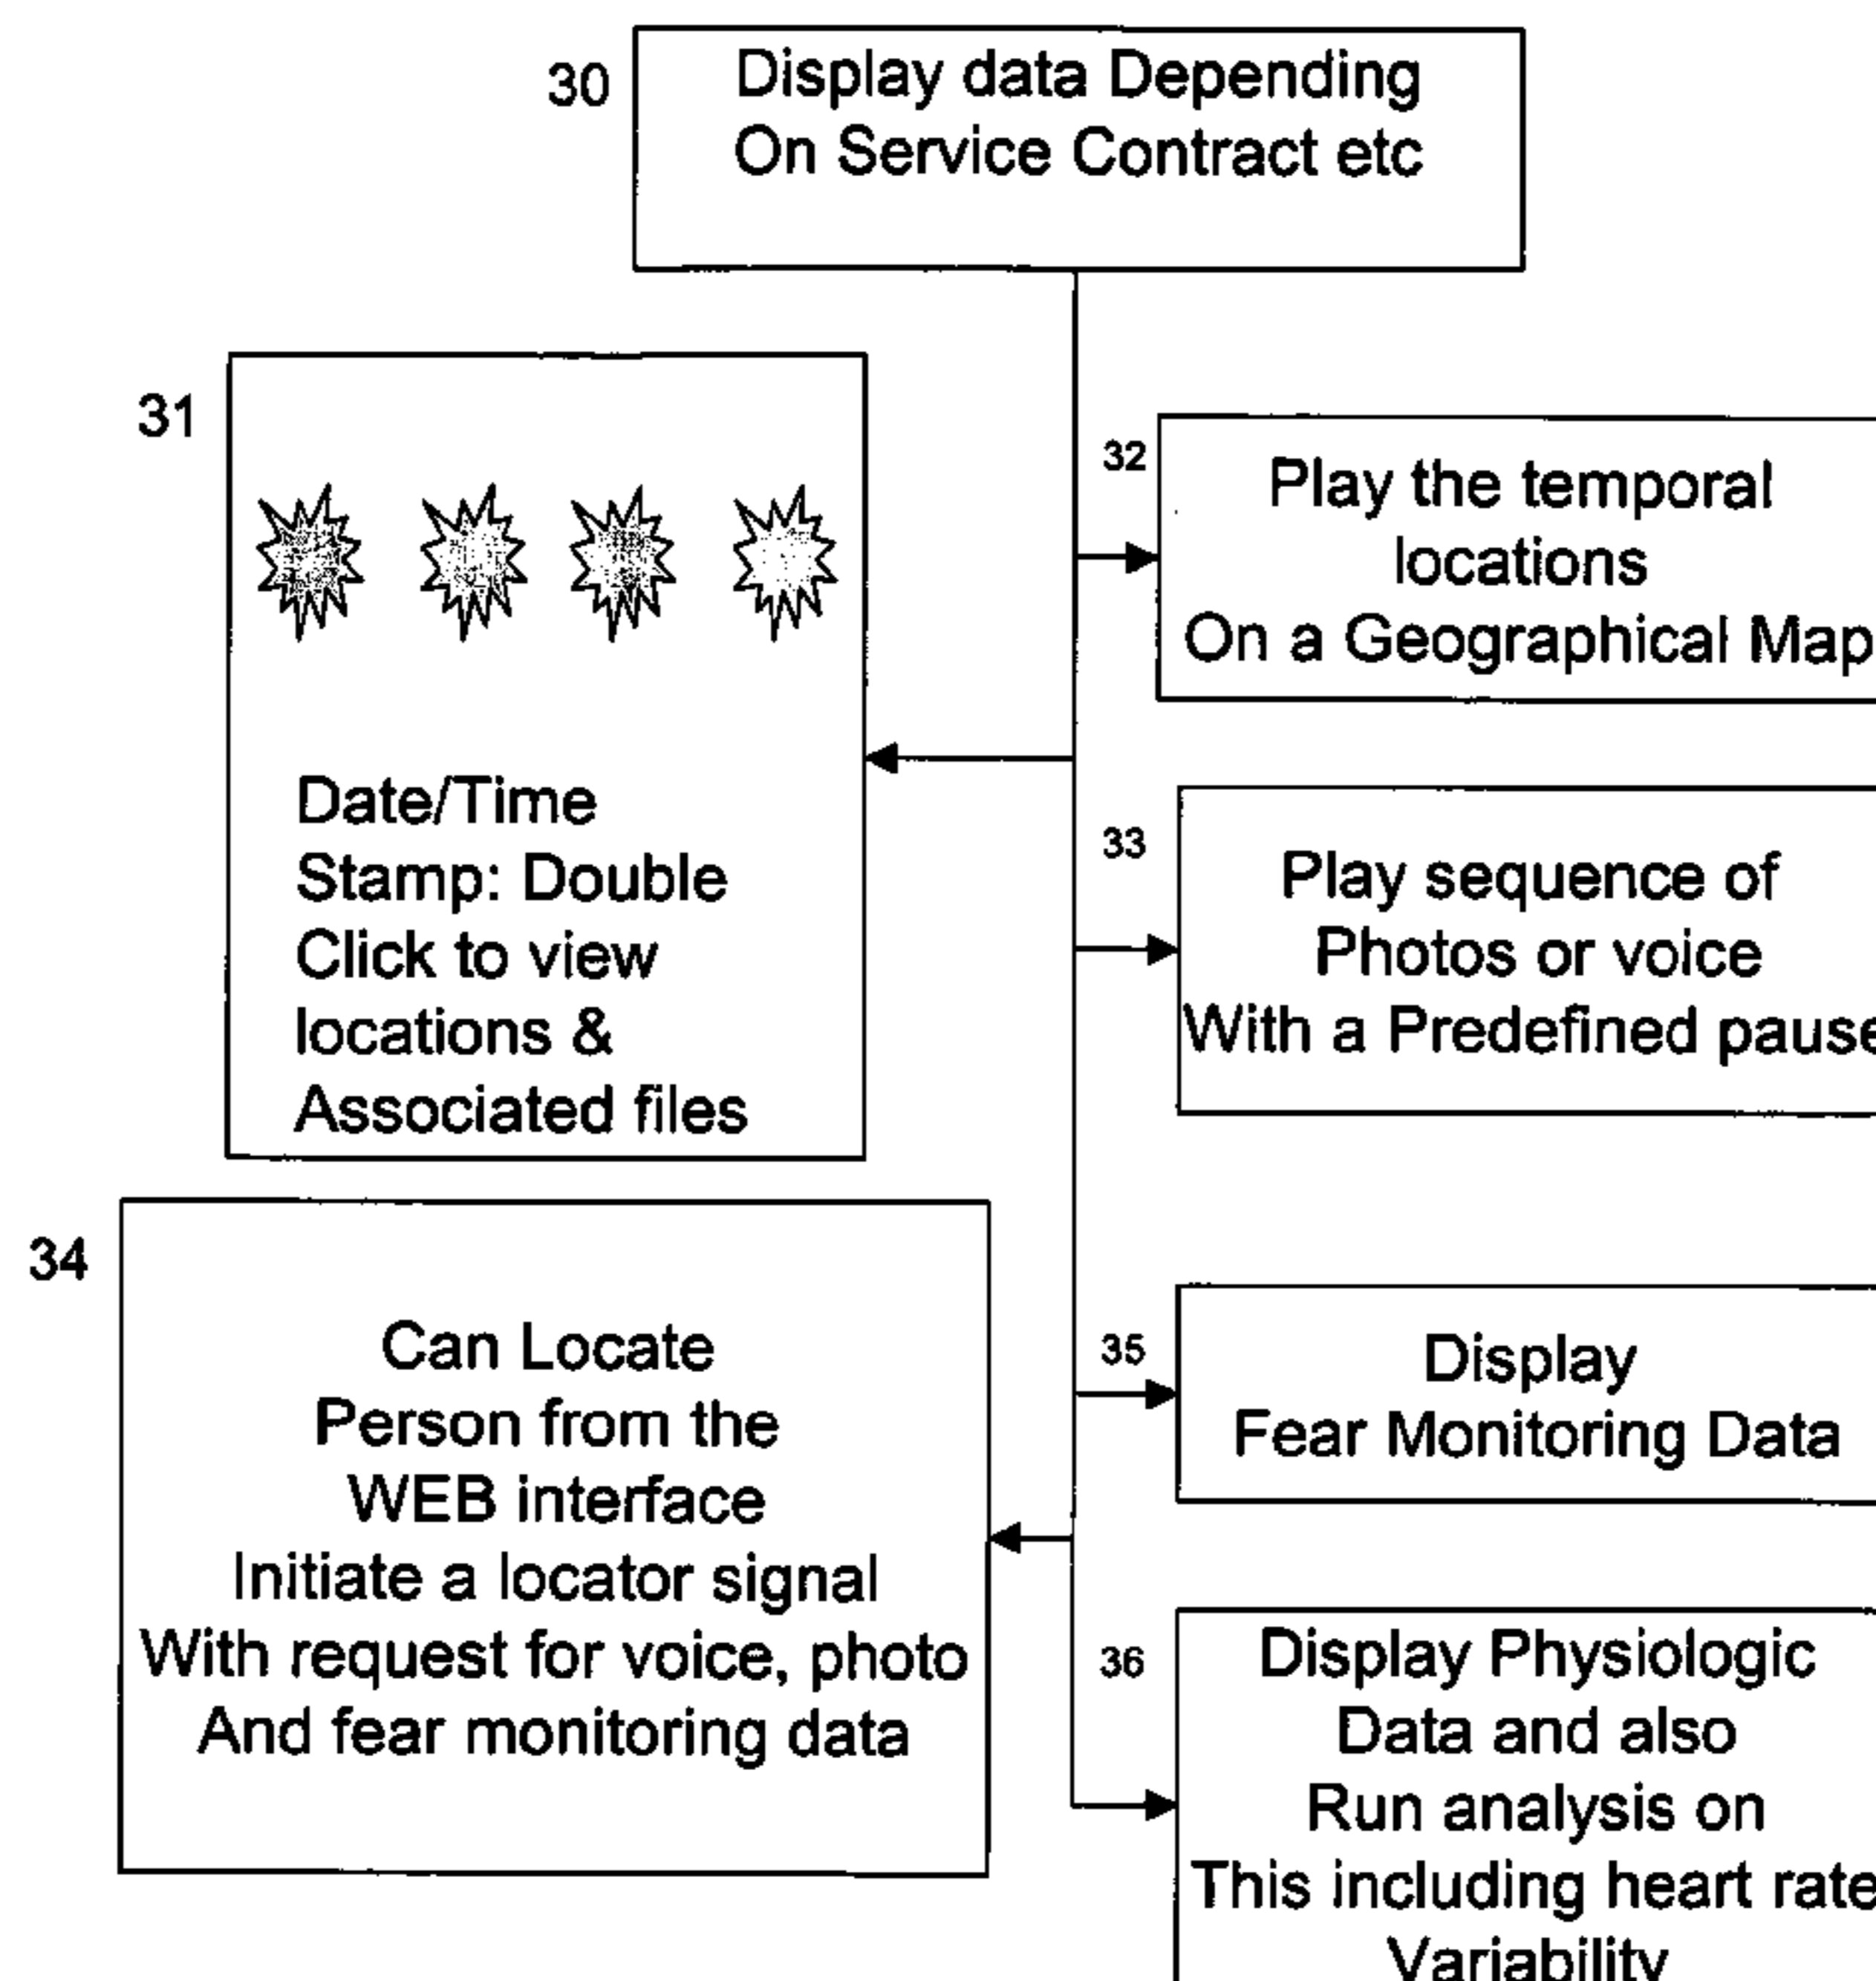 30
Display data Depending
On Service Contract etc
31
Date/Time
Stamp: Double
Click to view
locations &
Associated files
32
Play the temporal
locations
On a Geographical Map
33
Play sequence of
Photos or voice
With a Predefined pause
34
Can Locate
Person from the
WEB interface
Initiate a locator signal
With request for voice, photo
And fear monitoring data
35
Display
Fear Monitoring Data
36
Display Physiologic
Data and also
Run analysis on
This including heart rate
Variability